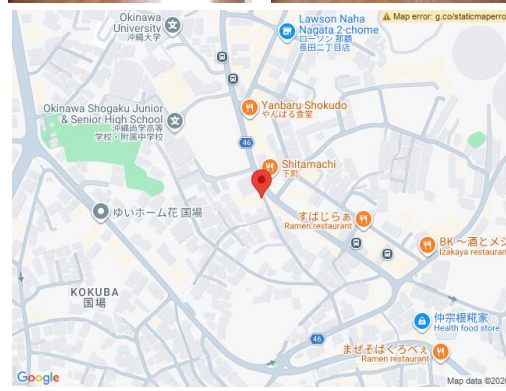 Okinawa
University
沖縄大学
Lawson Naha
Nagata 2-chome
ローソン 那覇
長田二丁目店
Map error: g.co/staticmaperro
Yanbaru Shokudo
やんばる食堂
Okinawa Shogaku Junior
& Senior High School
沖縄尚学高等
学校・附属中学校
46
Shitamachi
下町
ゆいホーム花 国場
すばじらぁ
Ramen restaurant
BK 〜酒とメシ
Izakaya restaurant
KOKUBA
国場
仲宗根糀家
Health food store
46
まぜそばくろべぇ
Ramen restaurant
Google
Map data ©2026